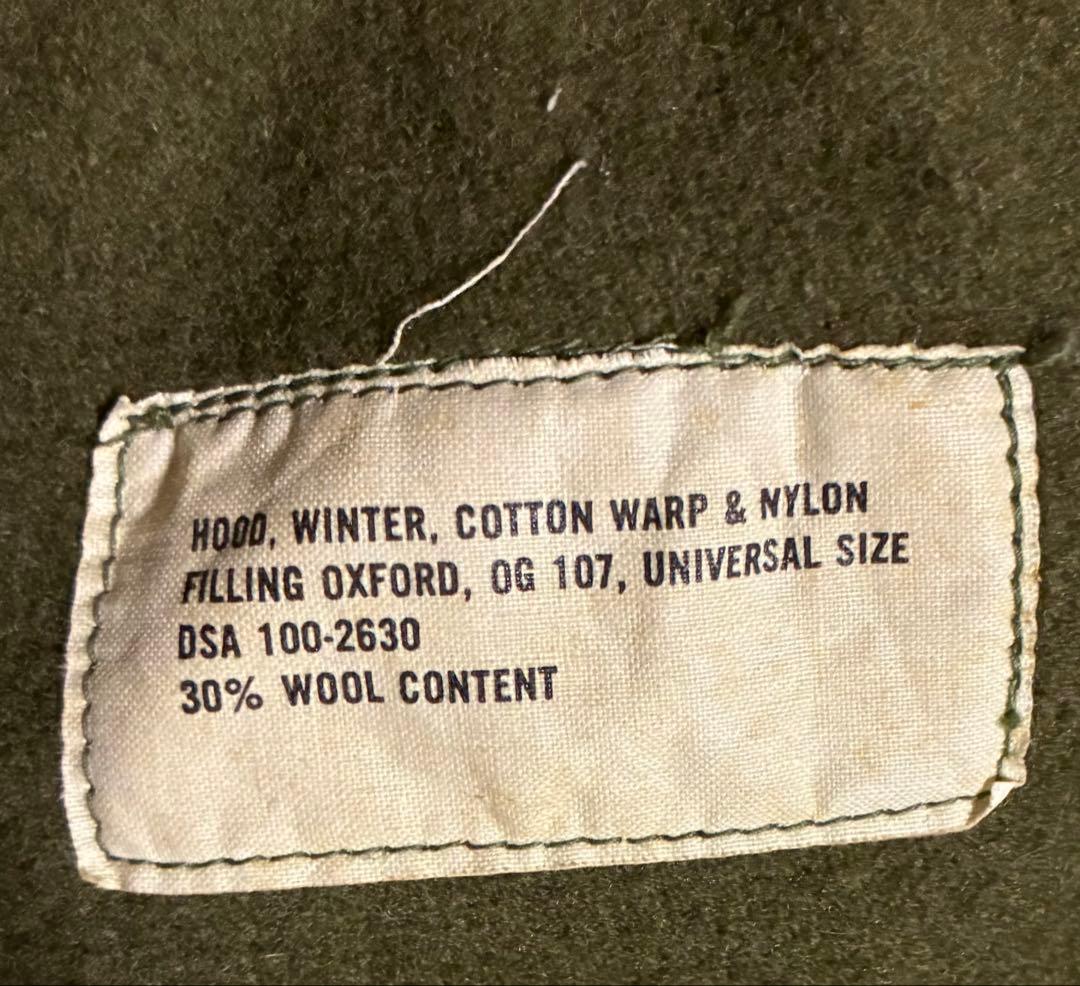 HOOD, WINTER, COTTON WARP & NYLON
FILLING OXFORD, OG 107, UNIVERSAL SIZE
DSA 100-2630
30% WOOL CONTENT